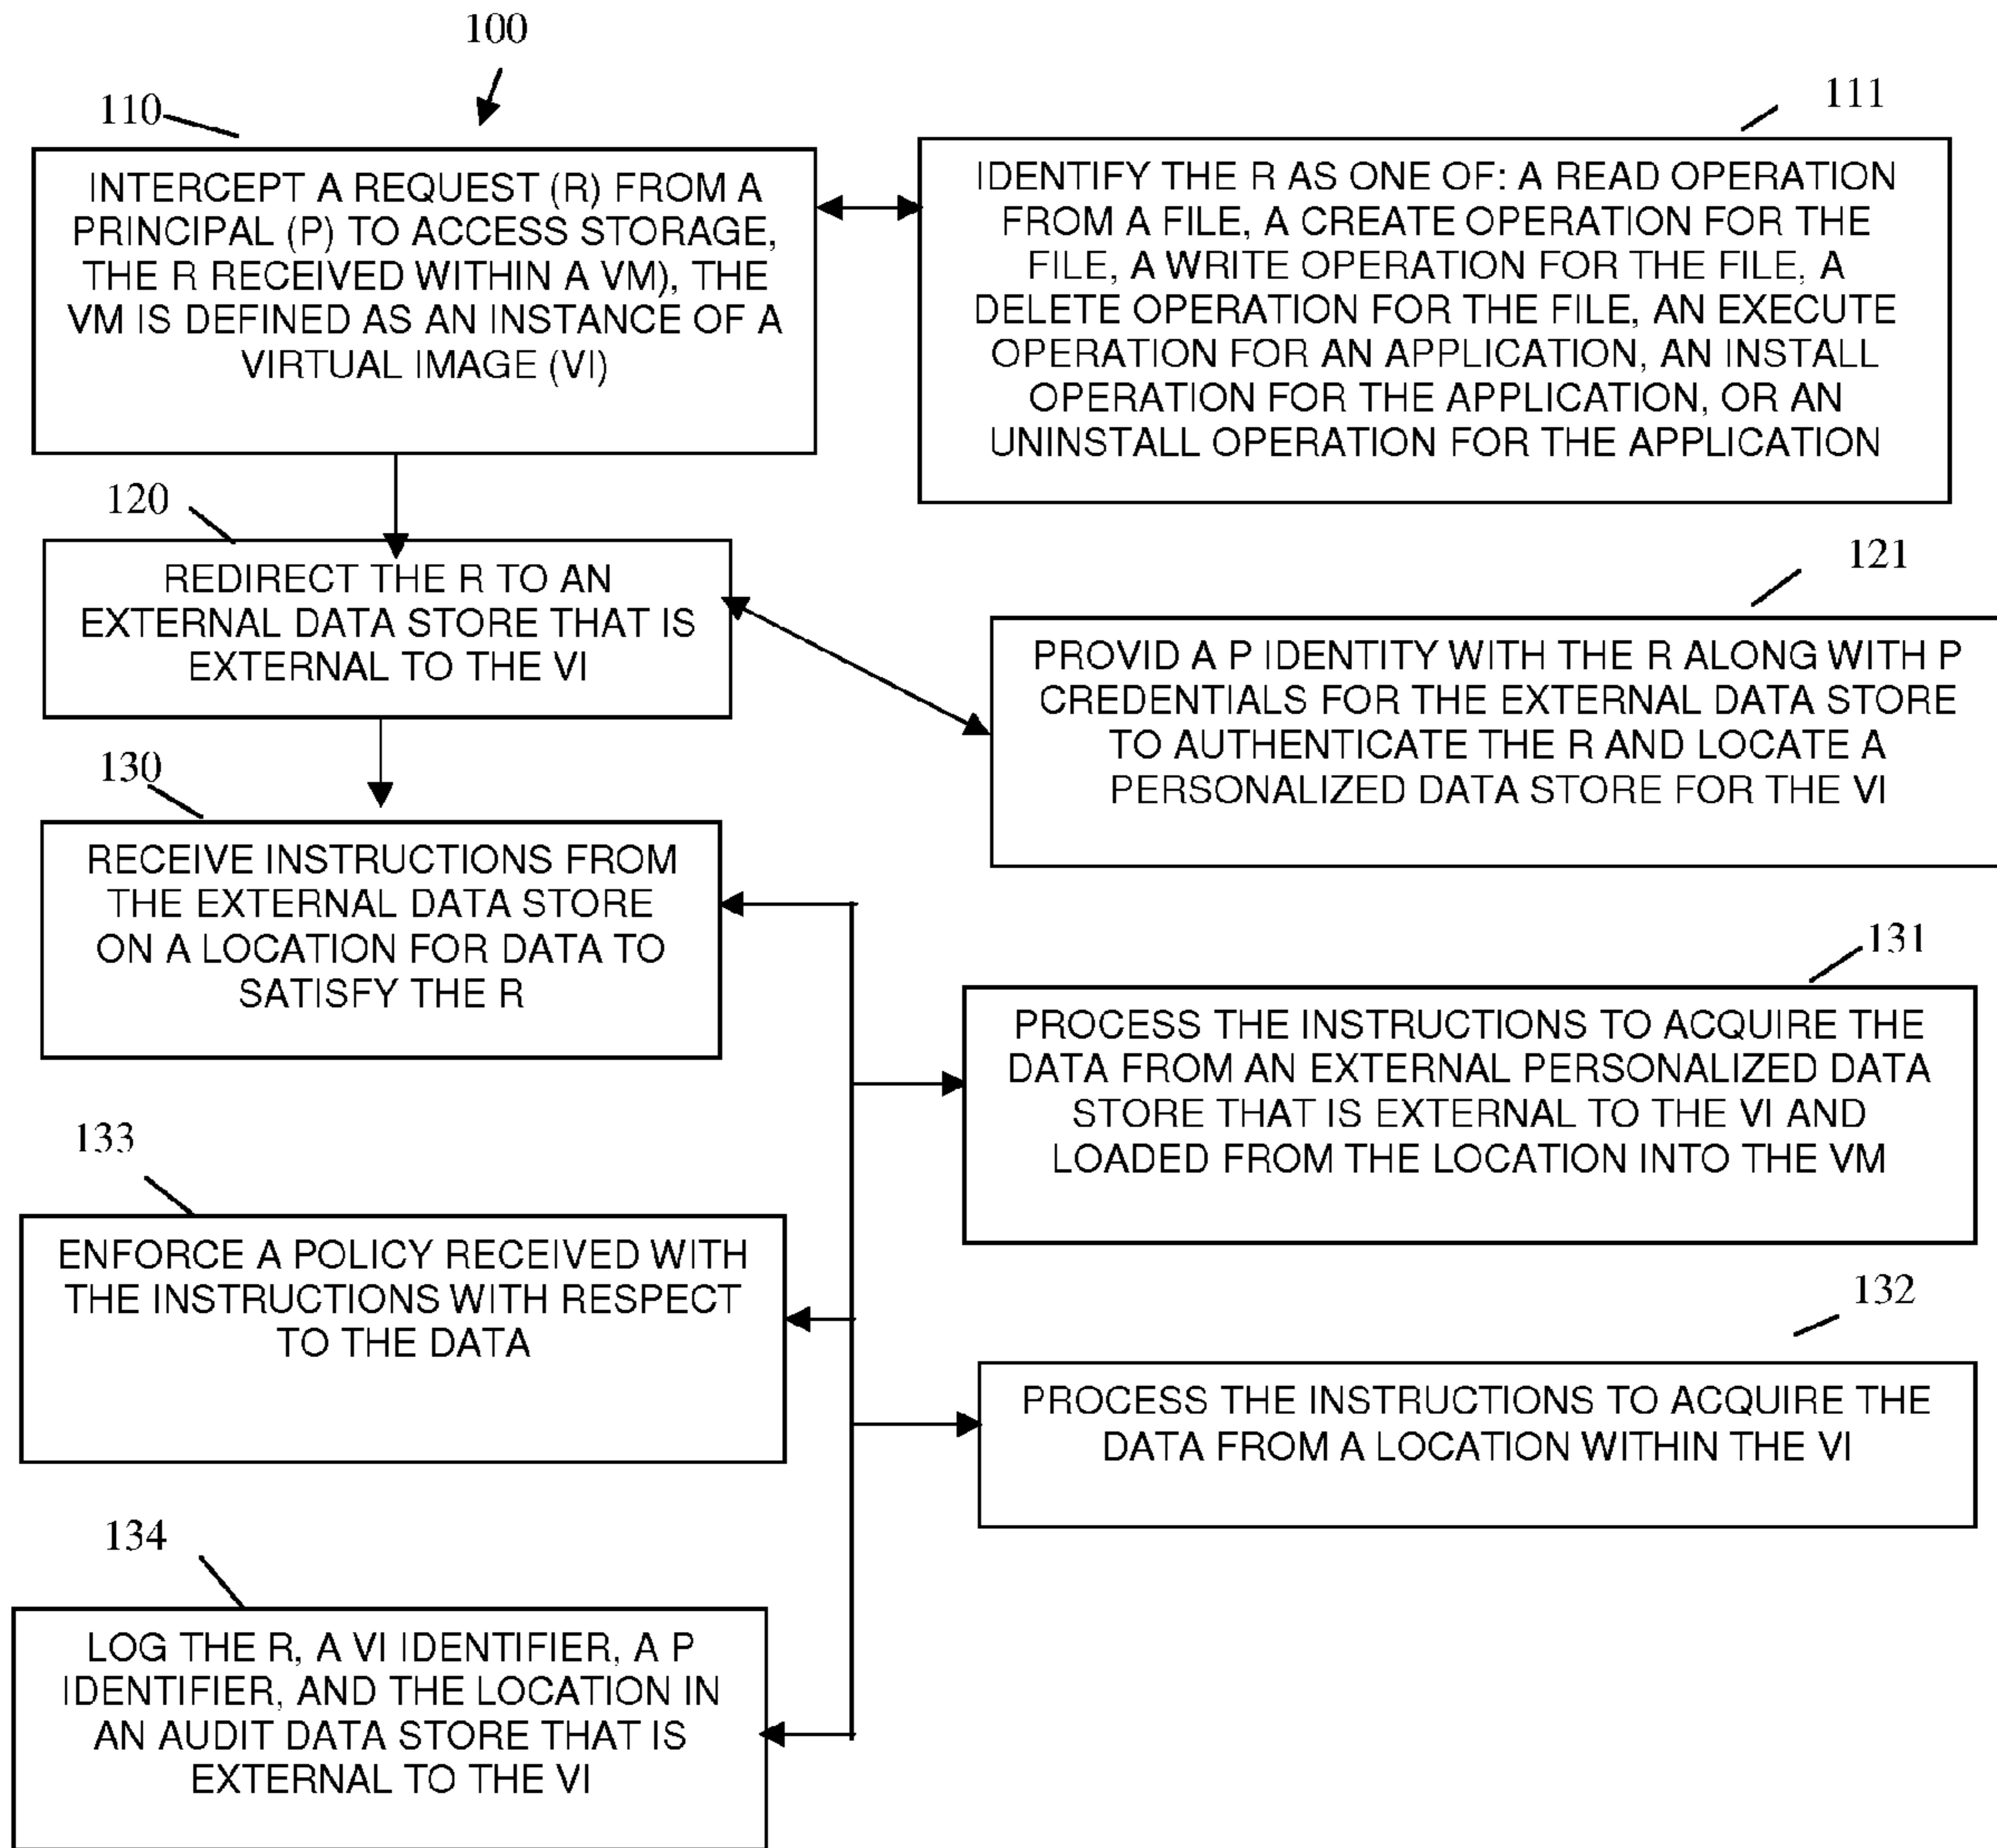 100
110
INTERCEPT A REQUEST (R) FROM A
PRINCIPAL (P) TO ACCESS STORAGE,
THE R RECEIVED WITHIN A VM), THE
VM IS DEFINED AS AN INSTANCE OF A
VIRTUAL IMAGE (VI)
111
IDENTIFY THE R AS ONE OF: A READ OPERATION
FROM A FILE, A CREATE OPERATION FOR THE
FILE, A WRITE OPERATION FOR THE FILE, A
DELETE OPERATION FOR THE FILE, AN EXECUTE
OPERATION FOR AN APPLICATION, AN INSTALL
OPERATION FOR THE APPLICATION, OR AN
UNINSTALL OPERATION FOR THE APPLICATION
120
REDIRECT THE R TO AN
EXTERNAL DATA STORE THAT IS
EXTERNAL TO THE VI
121
PROVID A P IDENTITY WITH THE R ALONG WITH P
CREDENTIALS FOR THE EXTERNAL DATA STORE
TO AUTHENTICATE THE R AND LOCATE A
PERSONALIZED DATA STORE FOR THE VI
130
RECEIVE INSTRUCTIONS FROM
THE EXTERNAL DATA STORE
ON A LOCATION FOR DATA TO
SATISFY THE R
131
PROCESS THE INSTRUCTIONS TO ACQUIRE THE
DATA FROM AN EXTERNAL PERSONALIZED DATA
STORE THAT IS EXTERNAL TO THE VI AND
LOADED FROM THE LOCATION INTO THE VM
133
ENFORCE A POLICY RECEIVED WITH
THE INSTRUCTIONS WITH RESPECT
TO THE DATA
132
PROCESS THE INSTRUCTIONS TO ACQUIRE THE
DATA FROM A LOCATION WITHIN THE VI
134
LOG THE R, A VI IDENTIFIER, A P
IDENTIFIER, AND THE LOCATION IN
AN AUDIT DATA STORE THAT IS
EXTERNAL TO THE VI